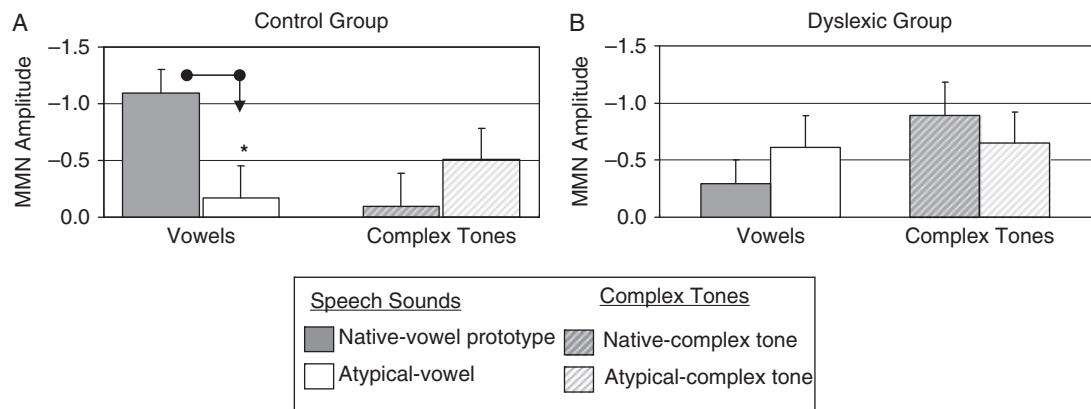 A
Control Group
MMN Amplitude
–1.5
–1.0
–0.5
0.0
*
Vowels
Complex Tones
B
Dyslexic Group
MMN Amplitude
–1.5
–1.0
–0.5
0.0
Vowels
Complex Tones
Speech Sounds
Native-vowel prototype
Atypical-vowel
Complex Tones
Native-complex tone
Atypical-complex tone